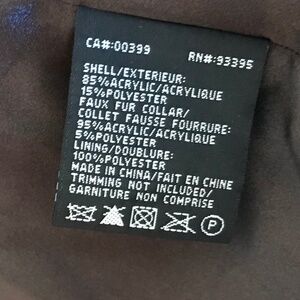 CA#:00399 RN#:93395
SHELL/EXTERIEUR:
85%ACRYLIC/ACRYLIQUE
15%POLYESTER
FAUX FUR COLLAR/
COLLET FAUSSE FOURRURE:
95%ACRYLIC/ACRYLIQUE
5%POLYESTER
LINING/DOUBLURE:
100%POLYESTER
MADE IN CHINA/FAIT EN CHINE
TRIMMING NOT INCLUDED/
GARNITURE NON COMPRISE
P